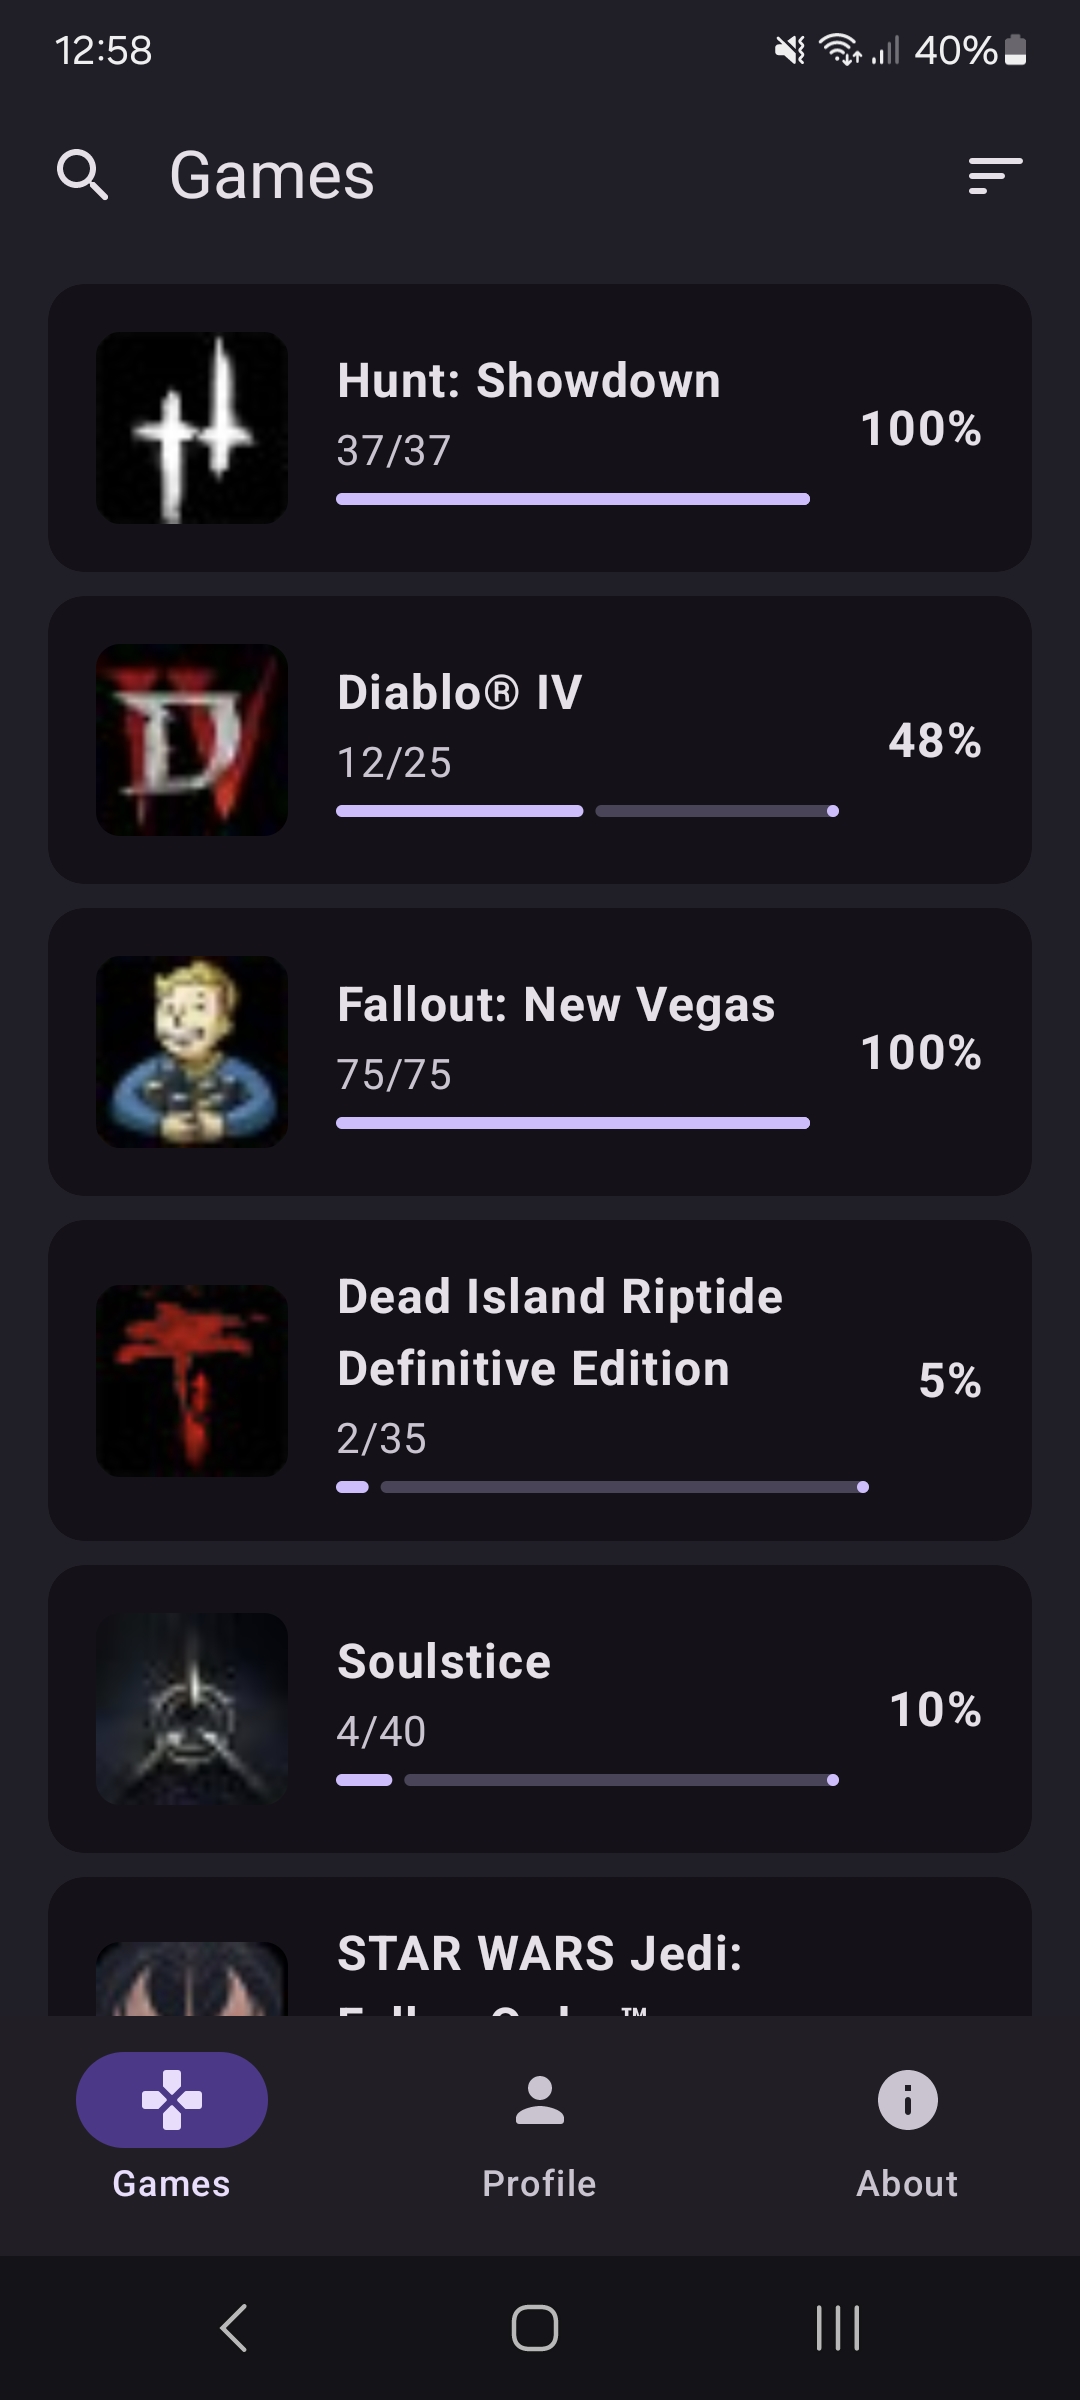 12:58
40%
Games
Hunt: Showdown
37/37
100%
Diablo® IV
12/25
48%
Fallout: New Vegas
75/75
100%
Dead Island Riptide
Definitive Edition
2/35
5%
Soulstice
4/40
10%
STAR WARS Jedi:
Games
Profile
About